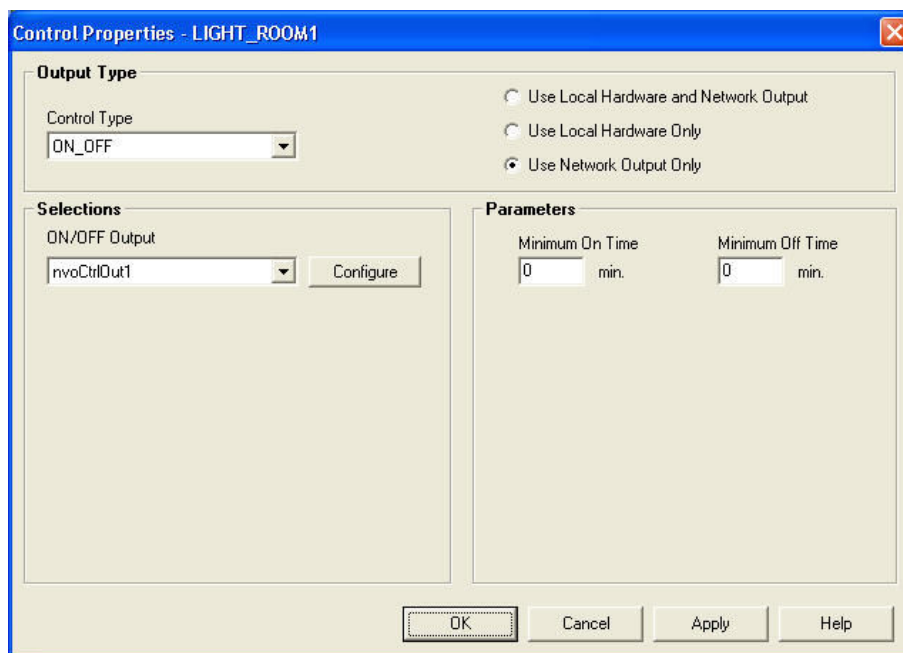 Control Properties - LIGHT_ROOM1
Output Type
Control Type
ON_OFF
Use Local Hardware and Network Output
Use Local Hardware Only
Use Network Output Only
Selections
ON/OFF Output
nvoCtrlOut1
Configure
Parameters
Minimum On Time
Minimum Off Time
0 min.
0 min.
OK Cancel Apply Help